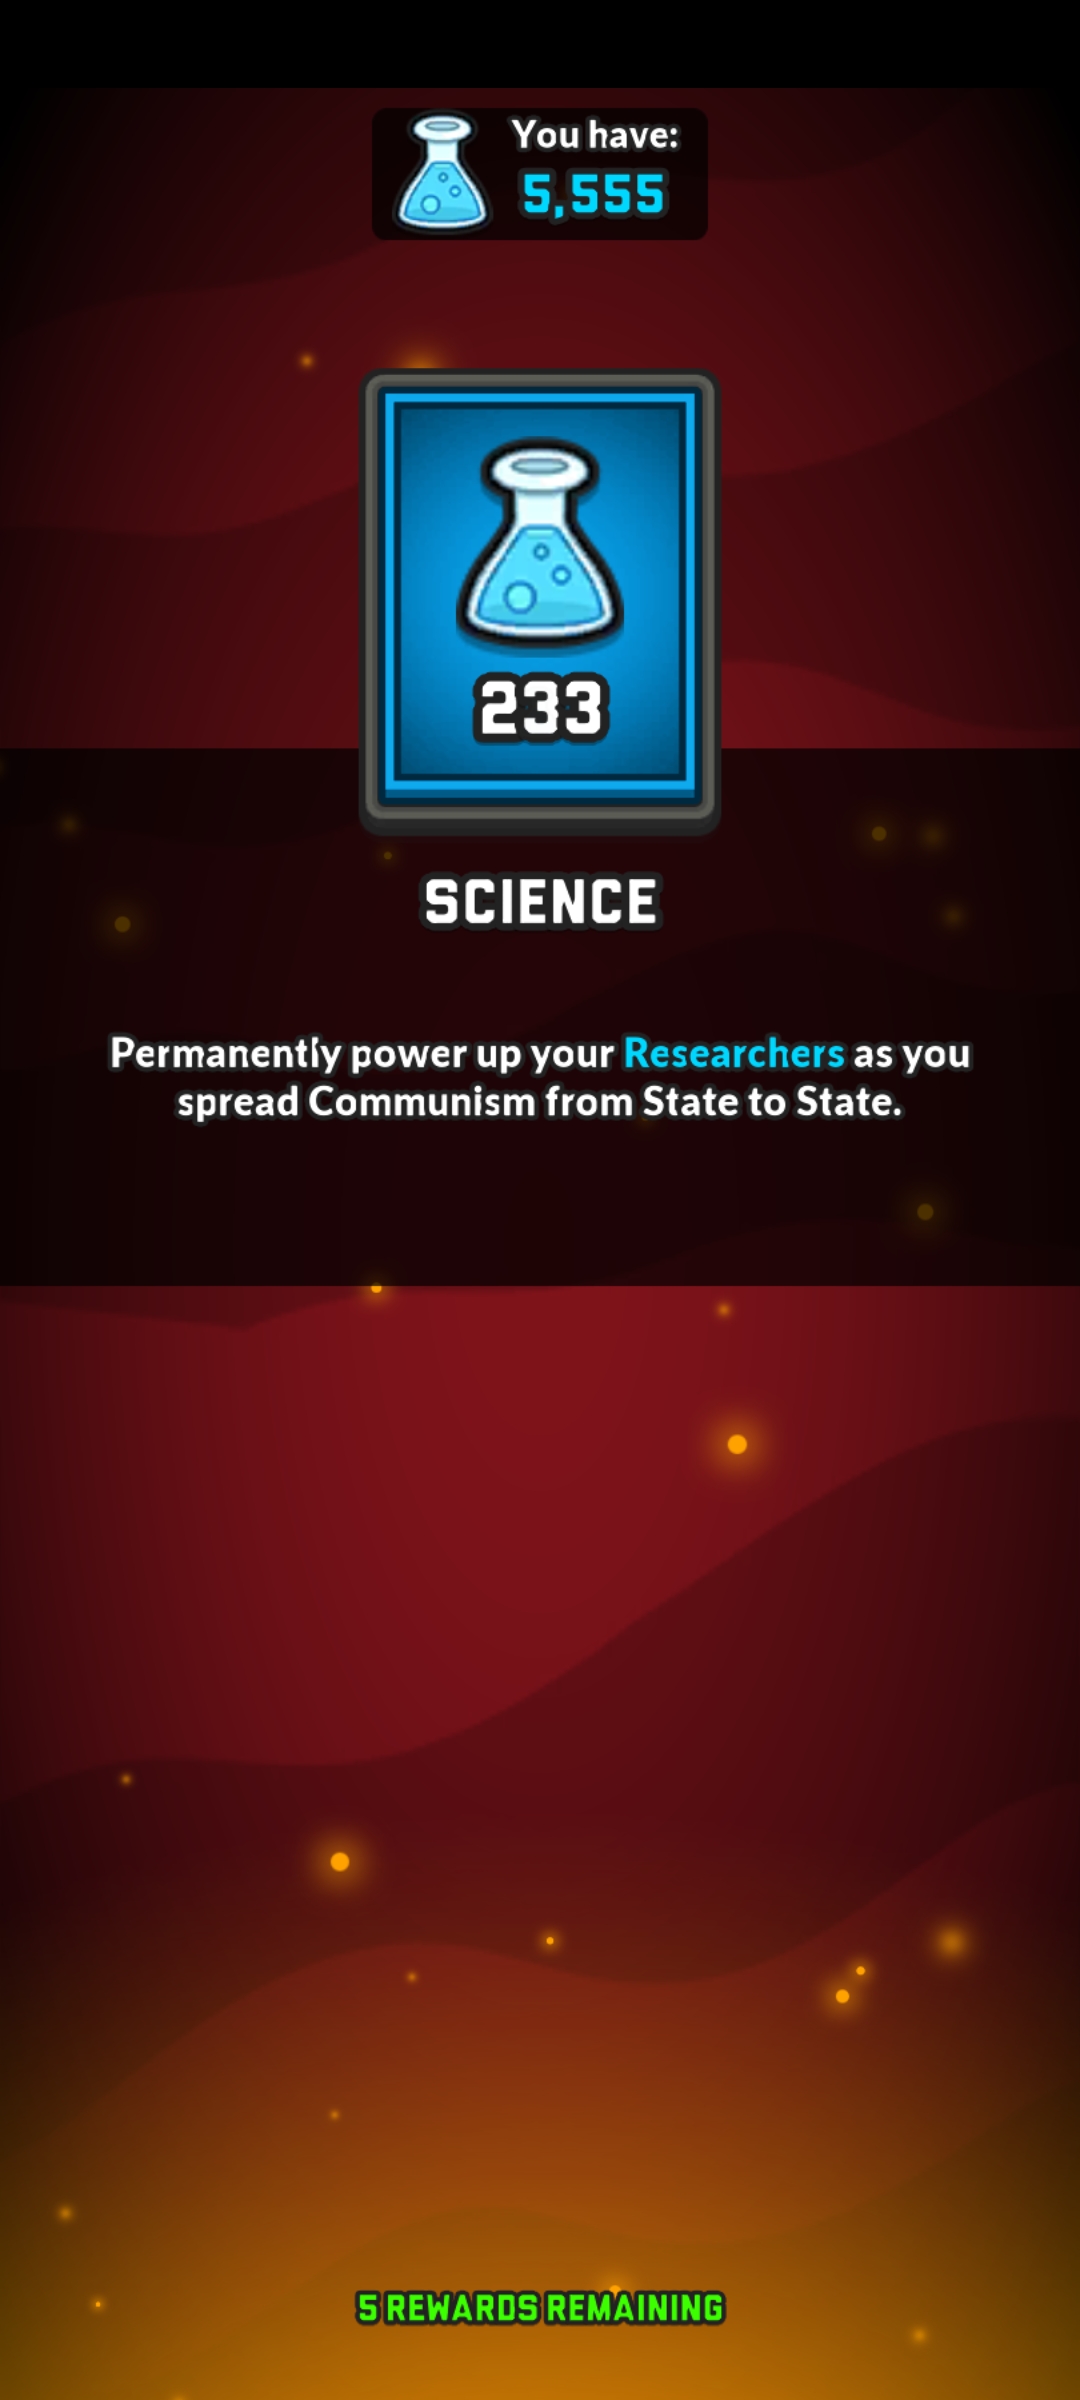 You have:
5,555
233
SCIENCE
Permanently power up your Researchers as you
spread Communism from State to State.
5 REWARDS REMAINING